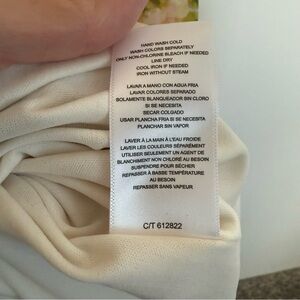 HAND WASH COLD
WASH COLORS SEPARATELY
ONLY NON-CHLORINE BLEACH IF NEEDED
LINE DRY
COOL IRON IF NEEDED
IRON WITHOUT STEAM
LAVAR A MANO CON AGUA FRIA
LAVAR COLORES SEPARADO
SOLAMENTE BLANQUEADOR SIN CLORO
SI SE NECESITA
SECAR COLGADO
USAR PLANCHA FRIA SI SE NECESITA
PLANCHAR SIN VAPOR
LAVER À LA MAIN À L'EAU FROIDE
LAVER LES COULEURS SÉPARÉMENT
UTILISER SEULEMENT UN AGENT DE
BLANCHIMENT NON CHLORÉ AU BESOIN
SUSPENDRE POUR SÉCHER
REPASSER À BASSE TEMPÉRATURE
AU BESOIN
REPASSER SANS VAPEUR
C/T 612822